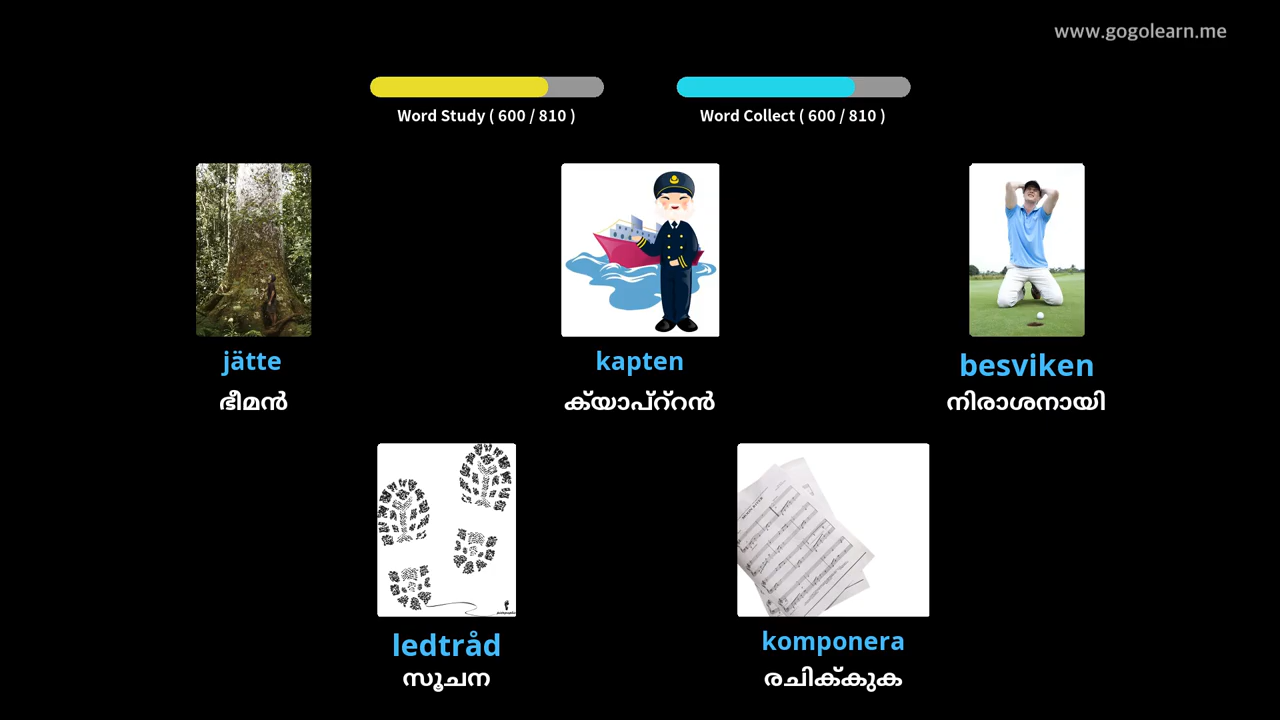 www.gogolearn.me
Word Study ( 600 / 810 )
Word Collect ( 600 / 810 )
jätte
kapten
besviken
ഭീമൻ
ക്യാപ്റ്റൻ
നിരാശനായി
ledtråd
komponera
സൂചന
രചിക്കുക